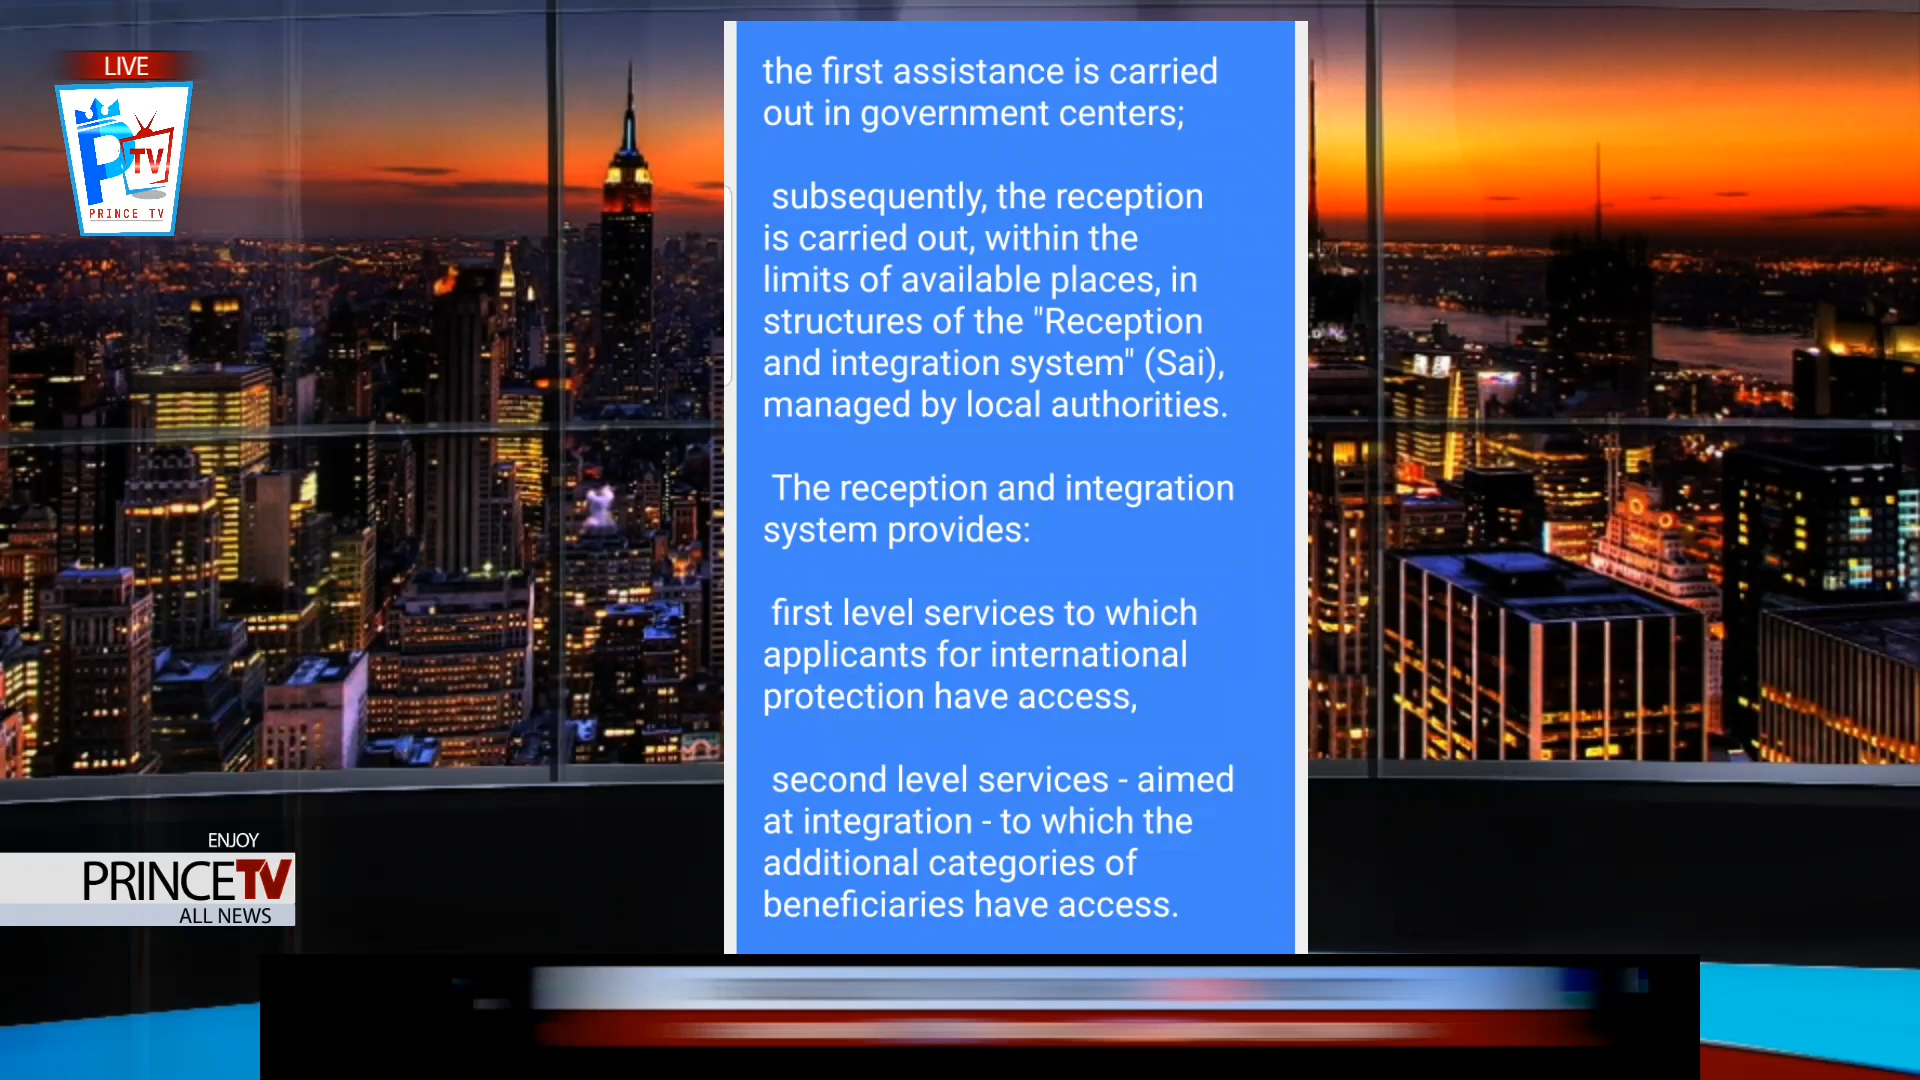 LIVE
P
TV
PRINCE TV
the first assistance is carried
out in government centers;
subsequently, the reception
is carried out, within the
limits of available places, in
structures of the "Reception
and integration system" (Sai),
managed by local authorities.
The reception and integration
system provides:
first level services to which
applicants for international
protection have access,
second level services - aimed
at integration - to which the
additional categories of
beneficiaries have access.
ENJOY
PRINCETV
ALL NEWS